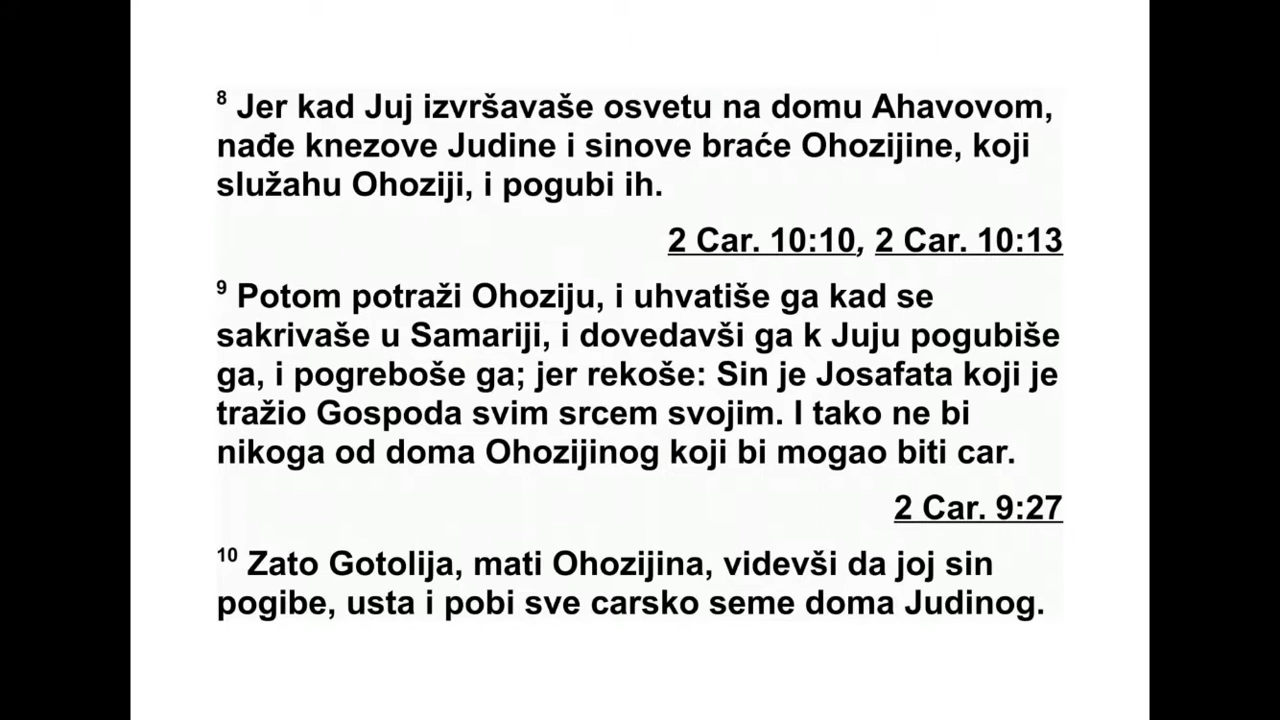 8 Jer kad Juj izvršavaše osvetu na domu Ahavovom,
nađe knezove Judine i sinove braće Ohozijine, koji
služahu Ohoziji, i pogubi ih.
2 Car. 10:10, 2 Car. 10:13
9 Potom potraži Ohoziju, i uhvatiše ga kad se
sakrivaše u Samariji, i dovedavši ga k Juju pogubiše
ga, i pogreboše ga; jer rekoše: Sin je Josafata koji je
tražio Gospoda svim srcem svojim. I tako ne bi
nikoga od doma Ohozijinog koji bi mogao biti car.
2 Car. 9:27
10 Zato Gotolija, mati Ohozijina, videvši da joj sin
pogibe, usta i pobi sve carsko seme doma Judinog.